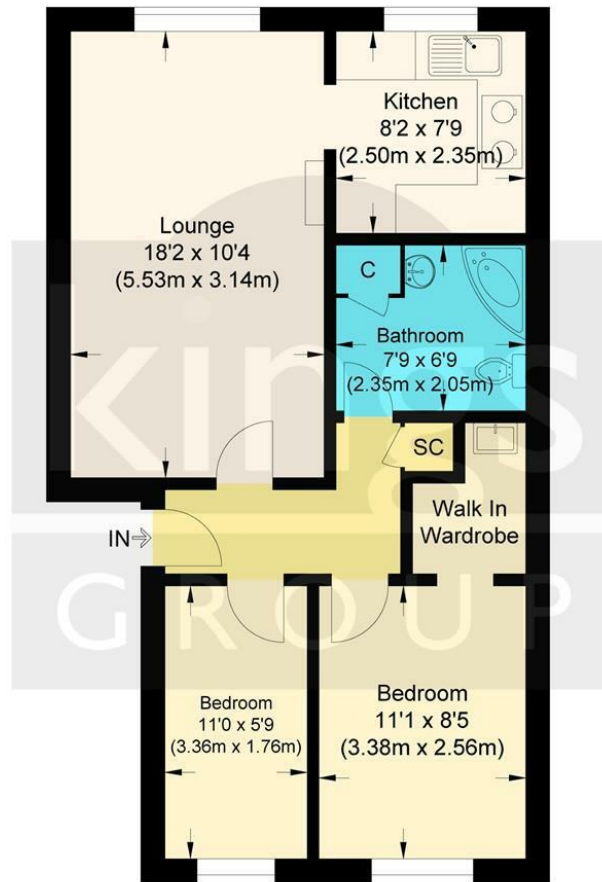 Kitchen
8'2 x 7'9
(2.50m x 2.35m)
Lounge
18'2 x 10'4
(5.53m x 3.14m)
C
Bathroom
7'9 x 6'9
(2.35m x 2.05m)
kings
SC
Walk In
Wardrobe
IN
GROUP
Bedroom
11'0 x 5'9
(3.36m x 1.76m)
Bedroom
11'1 x 8'5
(3.38m x 2.56m)